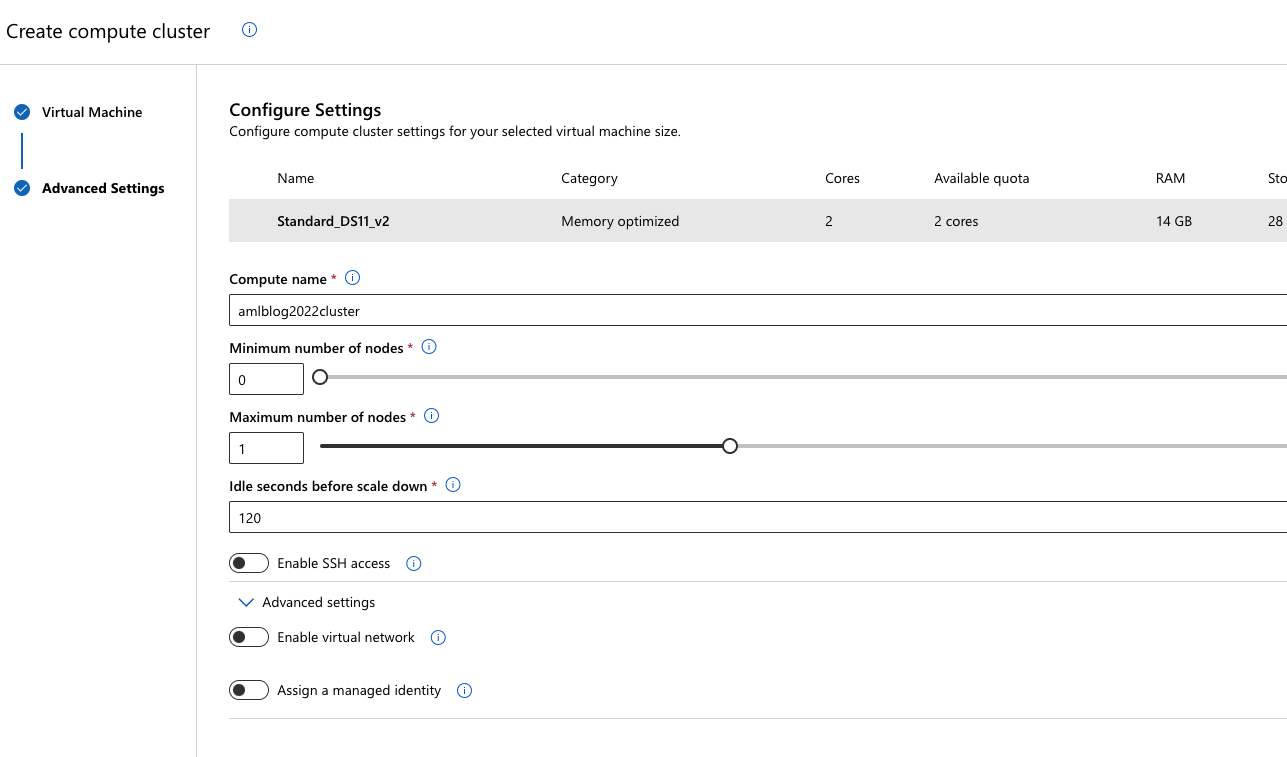 Create compute cluster
Virtual Machine
Advanced Settings
Configure Settings
Configure compute cluster settings for your selected virtual machine size.
Name Category Cores Available quota RAM Sto
Standard_DS11_v2 Memory optimized 2 2 cores 14 GB 28
Compute name *
amlblog2022cluster
Minimum number of nodes *
0
Maximum number of nodes *
1
Idle seconds before scale down *
120
Enable SSH access
Advanced settings
Enable virtual network
Assign a managed identity